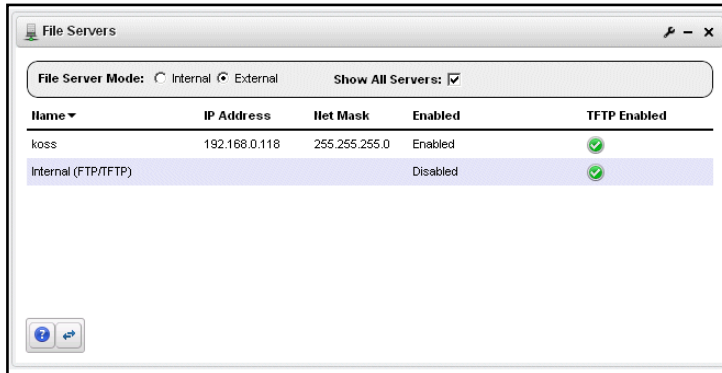 File Servers
File Server Mode: Internal External Show All Servers:
Name IP Address Net Mask Enabled TFTP Enabled
koss 192.168.0.118 255.255.255.0 Enabled
Internal (FTP/TFTP) Disabled